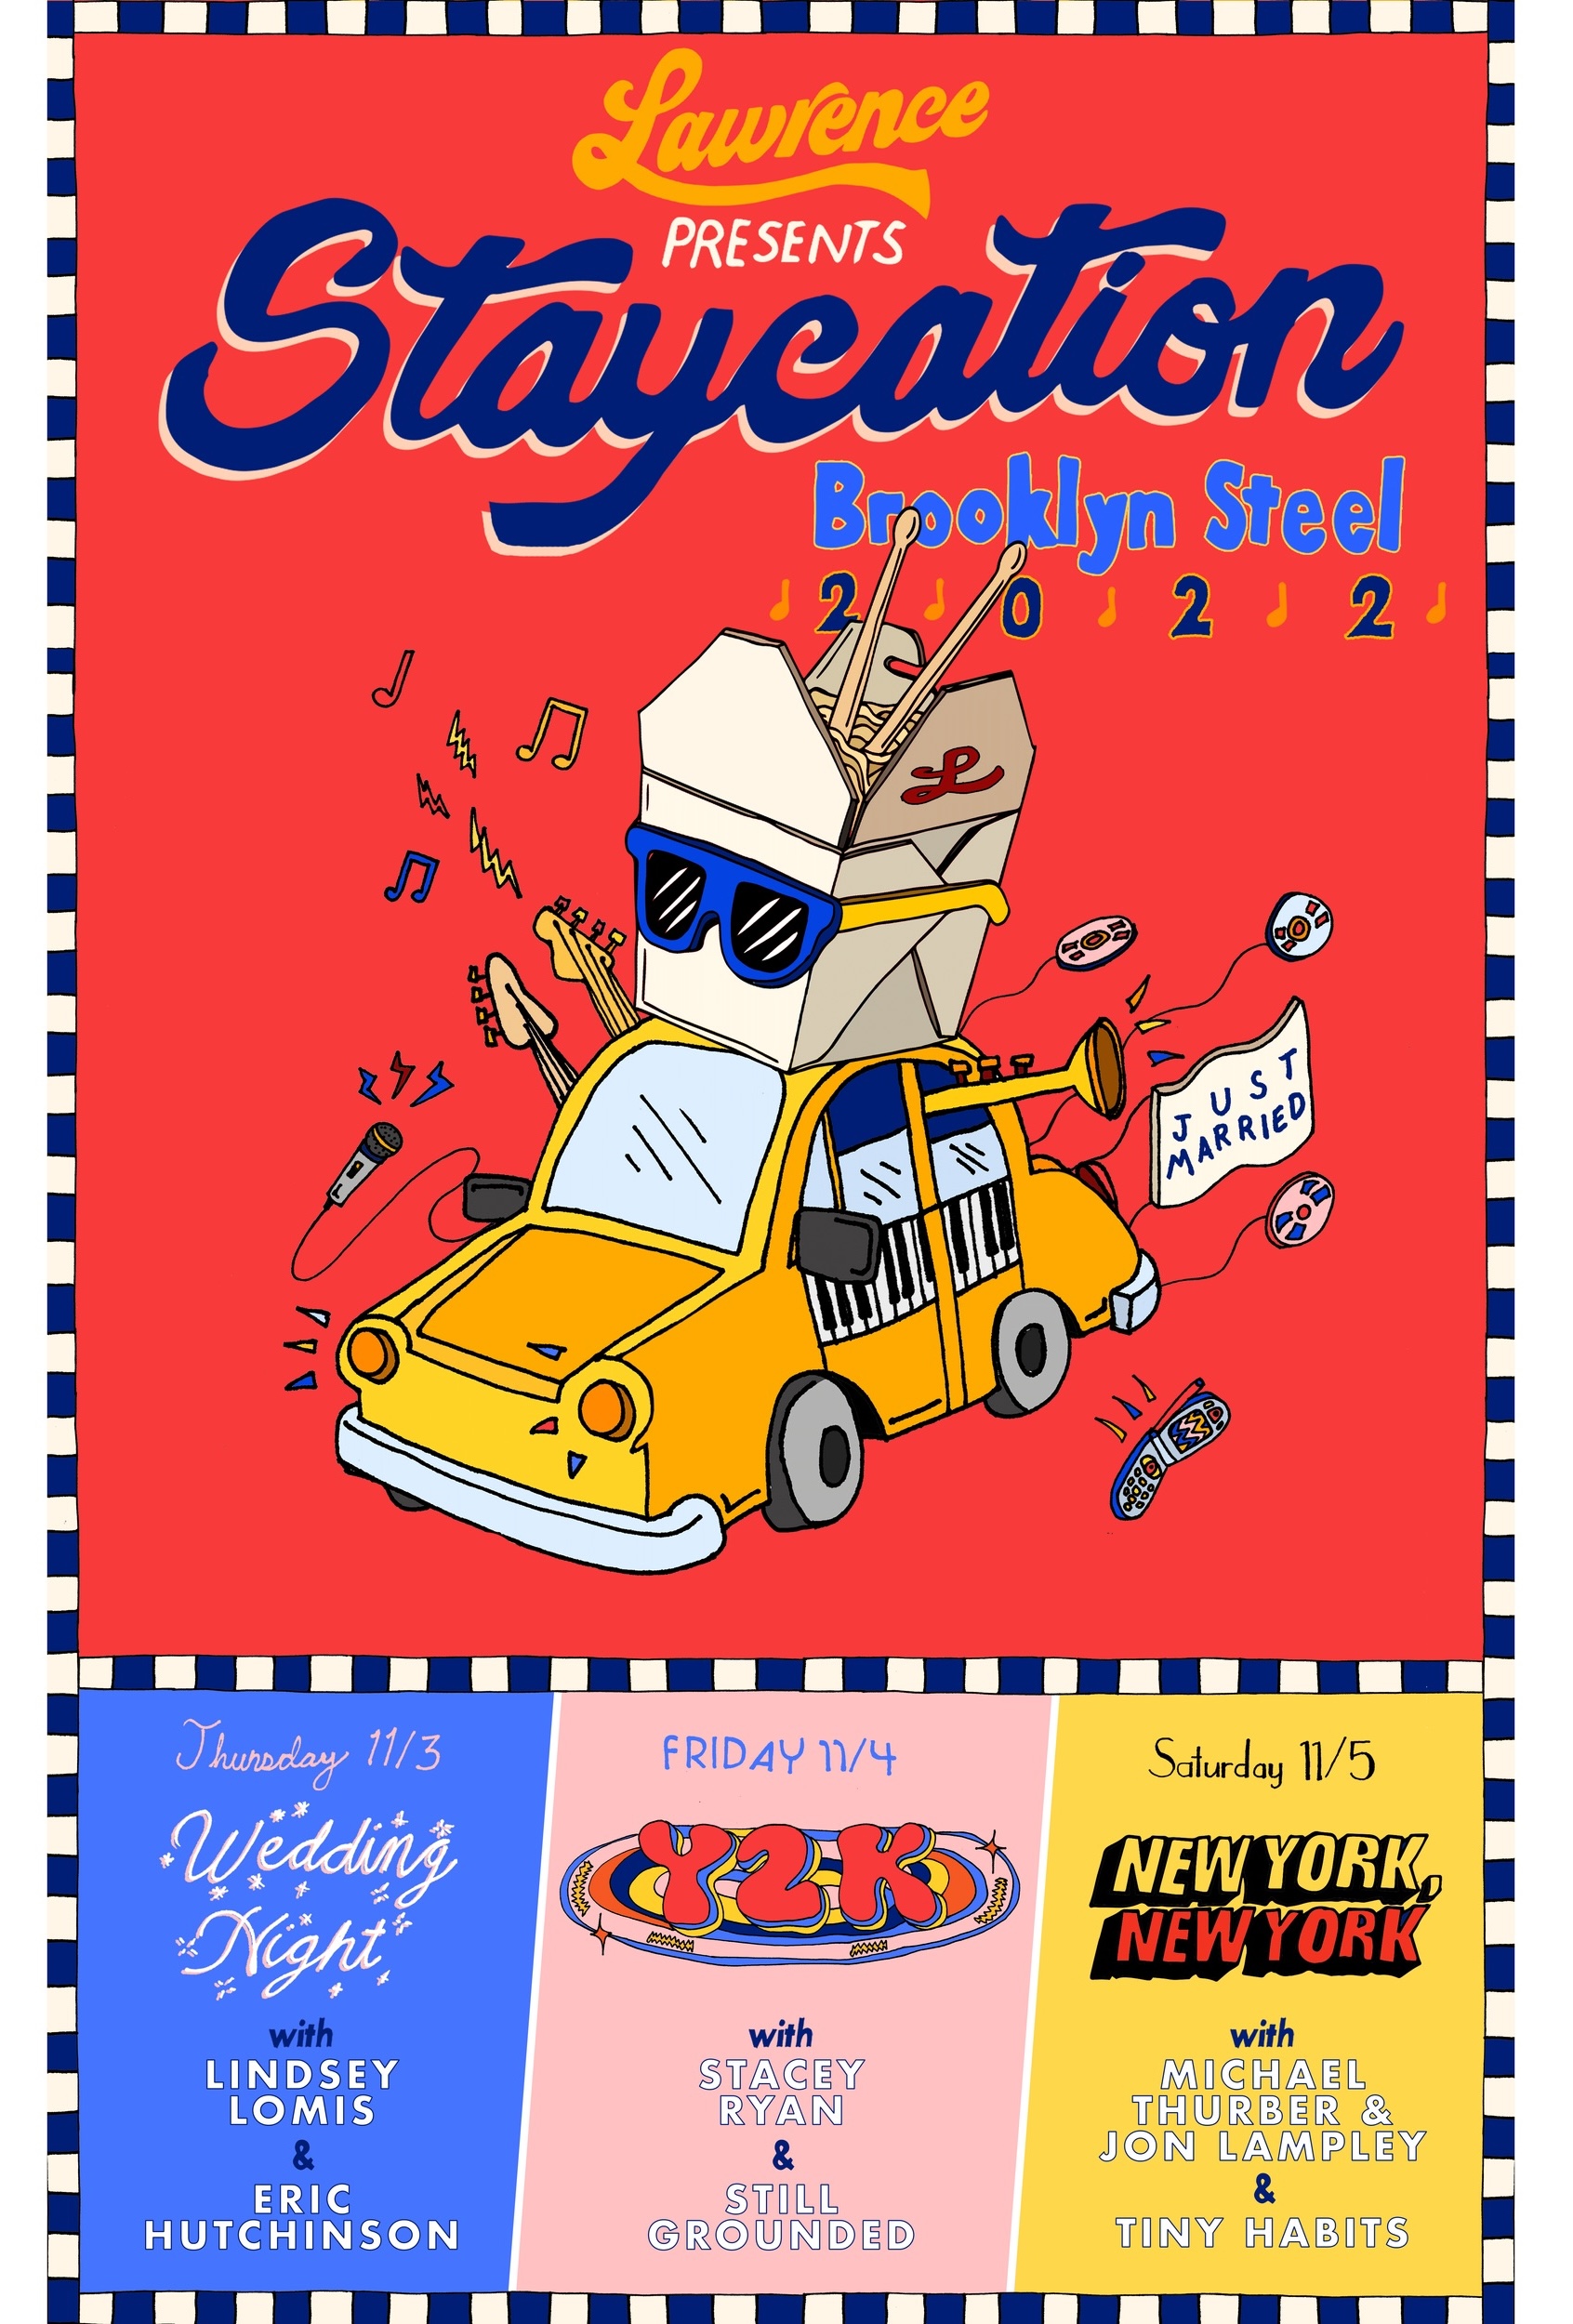 Lawrence
PRESENTS
Staycation
Brooklyn Steel
2022
L
JUST
MARRIED
Thursday 11/3
Wedding
Night
with
LINDSEY
LOMIS
&
ERIC
HUTCHINSON
FRIDAY 11/4
Y2K
with
STACEY
RYAN
&
STILL
GROUNDED
Saturday 11/5
NEW YORK,
NEW YORK
with
MICHAEL
THURBER &
JON LAMPLEY
&
TINY HABITS